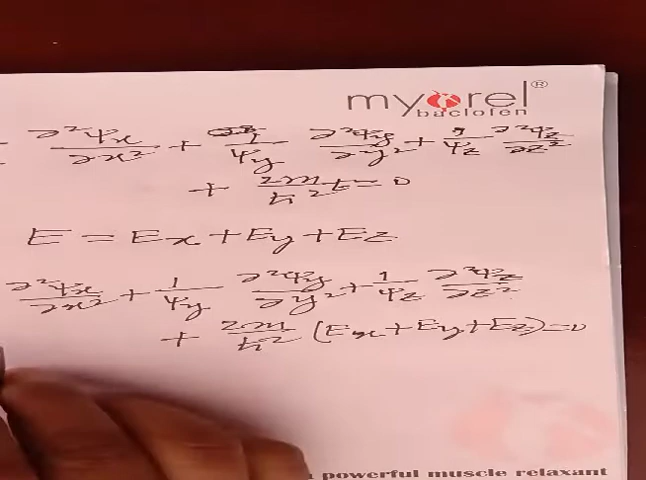 myorel®
baclofen
∂²ψx/∂x² + 1/ψy ∂²ψy/∂y² + 1/ψz ∂²ψz/∂z²
+ 2m/ħ² E = 0
E = Ex + Ey + Ez
∂²ψx/∂x² + 1/ψy ∂²ψy/∂y² + 1/ψz ∂²ψz/∂z²
+ 2m/ħ² (Ex + Ey + Ez) = 0
powerful muscle relaxant